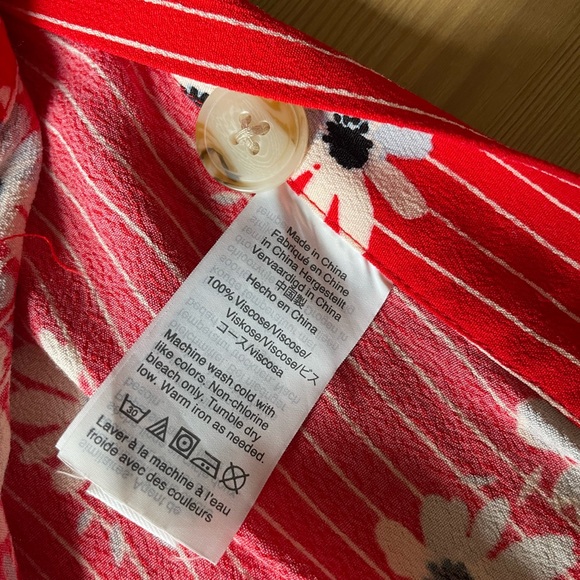 Made in China
Fabriqué en Chine
in China Hergestellt
Vervaardigd in China
中国製
Hecho en China
100% Viscose/Viscose/
Viskose/Viscose/ビス
コース/Viscosa
Machine wash cold with
like colors. Non-chlorine
bleach only. Tumble dry
low. Warm iron as needed.
30
Laver à la machine à l'eau
froide avec des couleurs